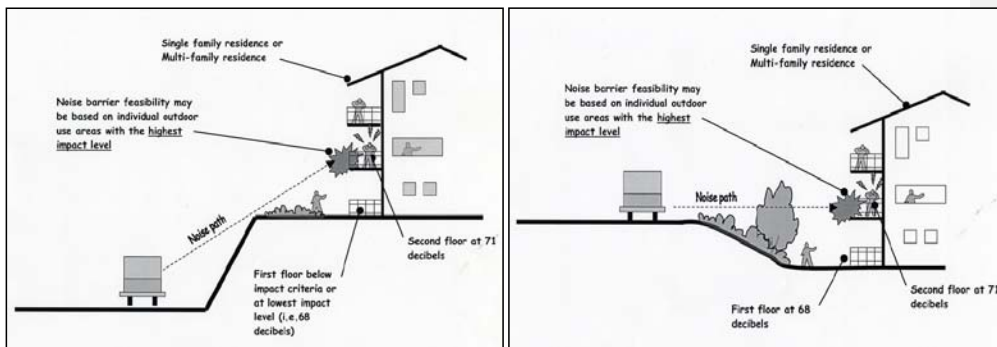 Single family residence or
Multi-family residence
Noise barrier feasibility may
be based on individual outdoor
use areas with the highest
impact level
Noise path
Second floor at 71
decibels
First floor below
impact criteria or
at lowest impact
level (i.e.,68
decibels)
Single family residence or
Multi-family residence
Noise barrier feasibility may
be based on individual outdoor
use areas with the highest
impact level
Noise path
Second floor at 71
decibels
First floor at 68
decibels